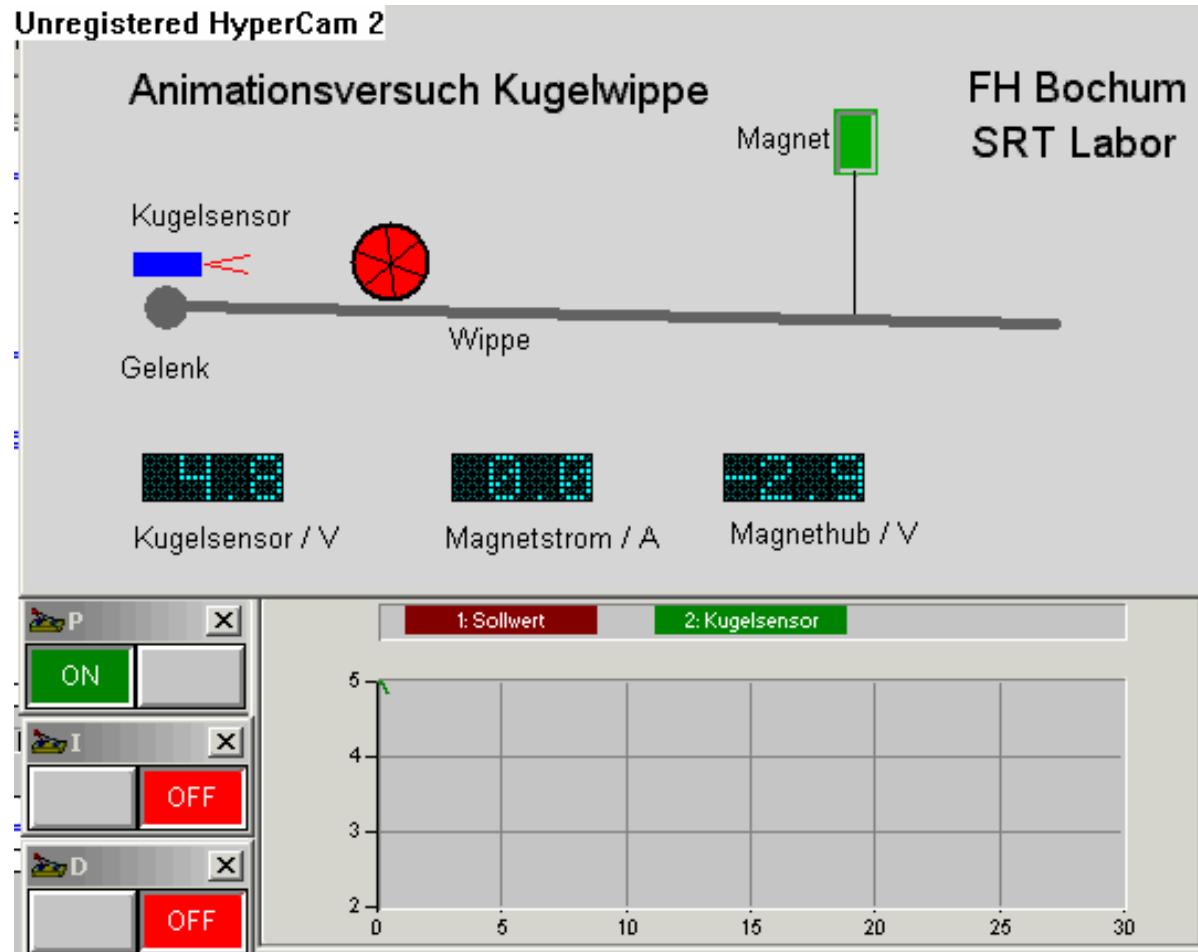 Unregistered HyperCam 2
Animationsversuch Kugelwippe
FH Bochum
SRT Labor
Magnet
Kugelsensor
Wippe
Gelenk
4.8
0.0
-2.9
Kugelsensor / V
Magnetstrom / A
Magnethub / V
P
ON
I
OFF
D
OFF
1: Sollwert
2: Kugelsensor
5
4
3
2
0 5 10 15 20 25 30